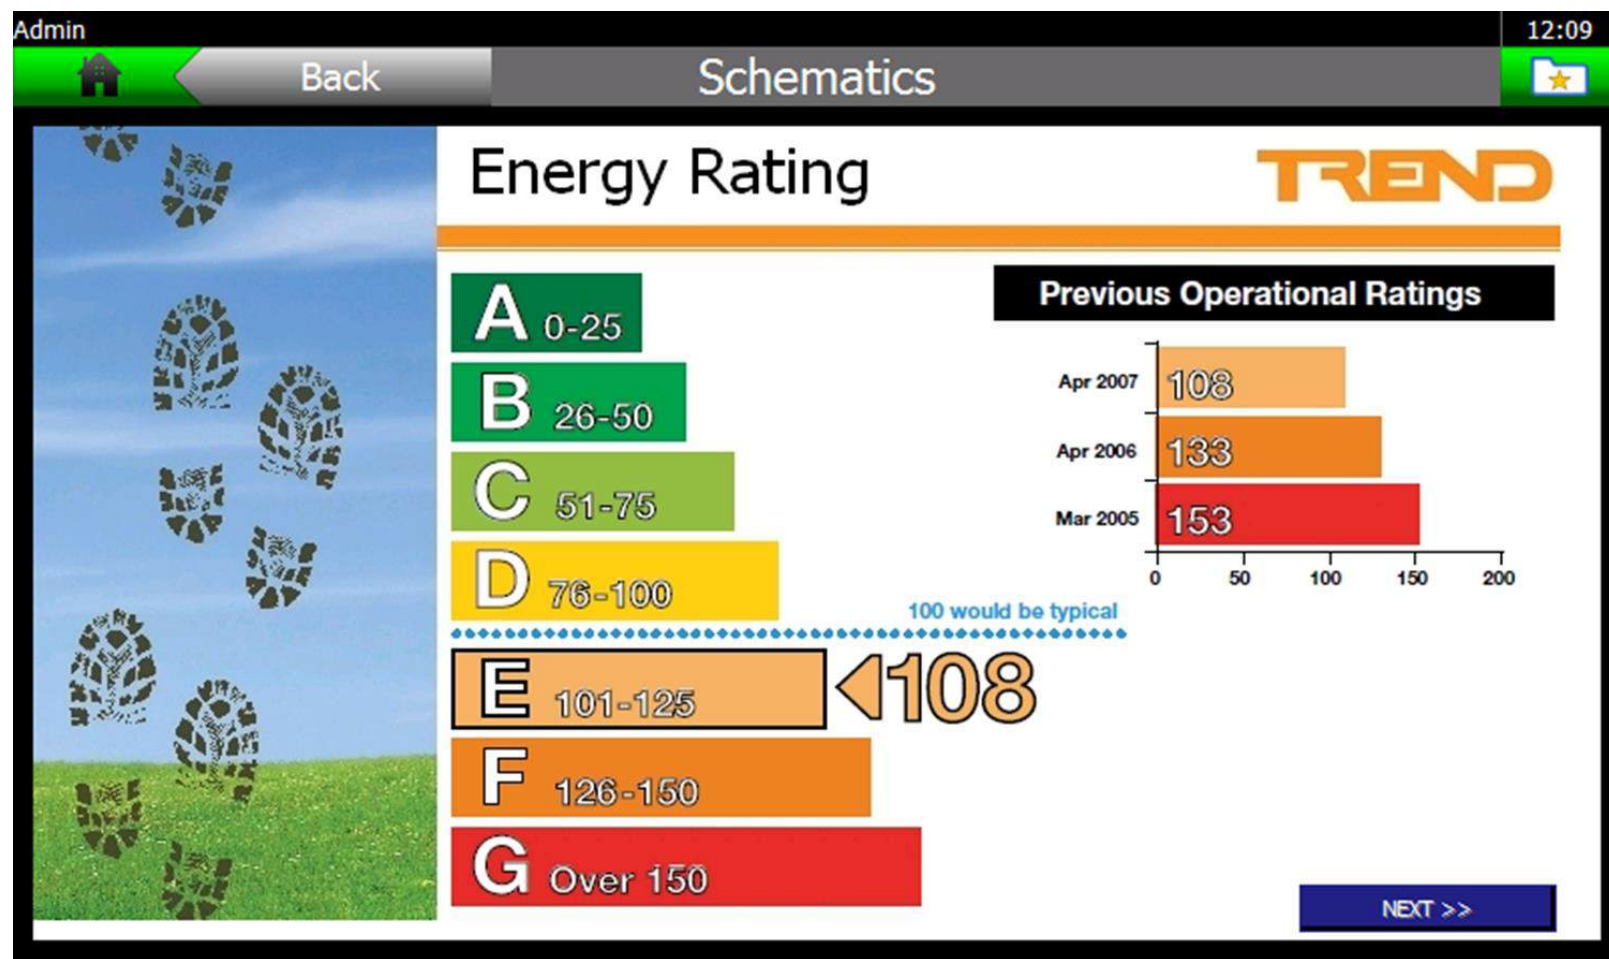 Admin
12:09
Back
Schematics
Energy Rating
TREND
A 0-25
B 26-50
C 51-75
D 76-100
100 would be typical
E 101-125
108
F 126-150
G Over 150
Previous Operational Ratings
Apr 2007 108
Apr 2006 133
Mar 2005 153
0 50 100 150 200
NEXT >>